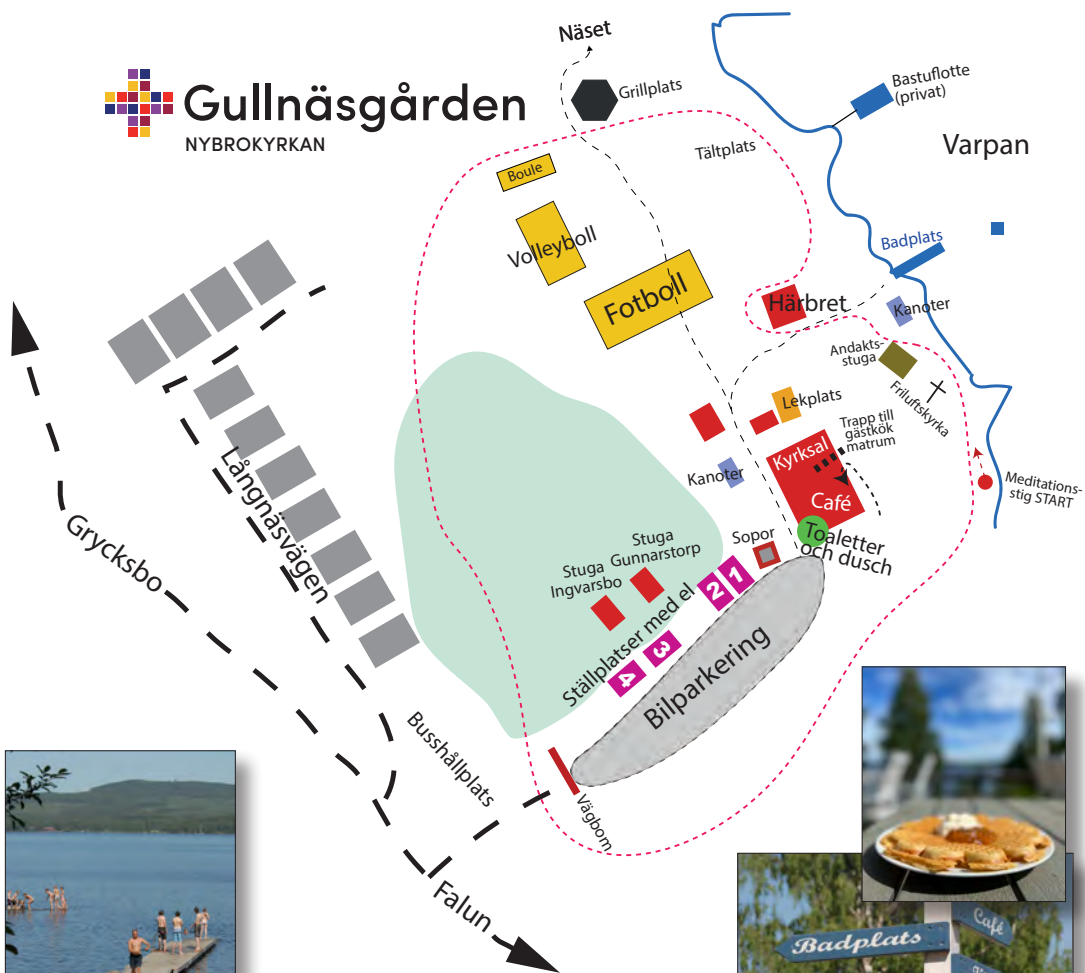 Näset
Gullnäsgården
NYBROKYRKAN
Grillplats
Bastuflotte
(privat)
Varpan
Tältplats
Boule
Volleyboll
Fotboll
Badplats
Härbret
Kanoter
Andakts-
stuga
Friluftskyrka
Lekplats
Trapp till
gästkök
matrum
Kyrksal
Café
Kanoter
Meditations-
stig START
Toaletter
och dusch
Sopor
Stuga
Gunnarstorp
Stuga
Ingvarsbo
Ställplatser med el
1
2
3
4
Bilparkering
Långnäsvägen
Grycksbo
Busshållplats
Vägbom
Falun
Badplats
Café